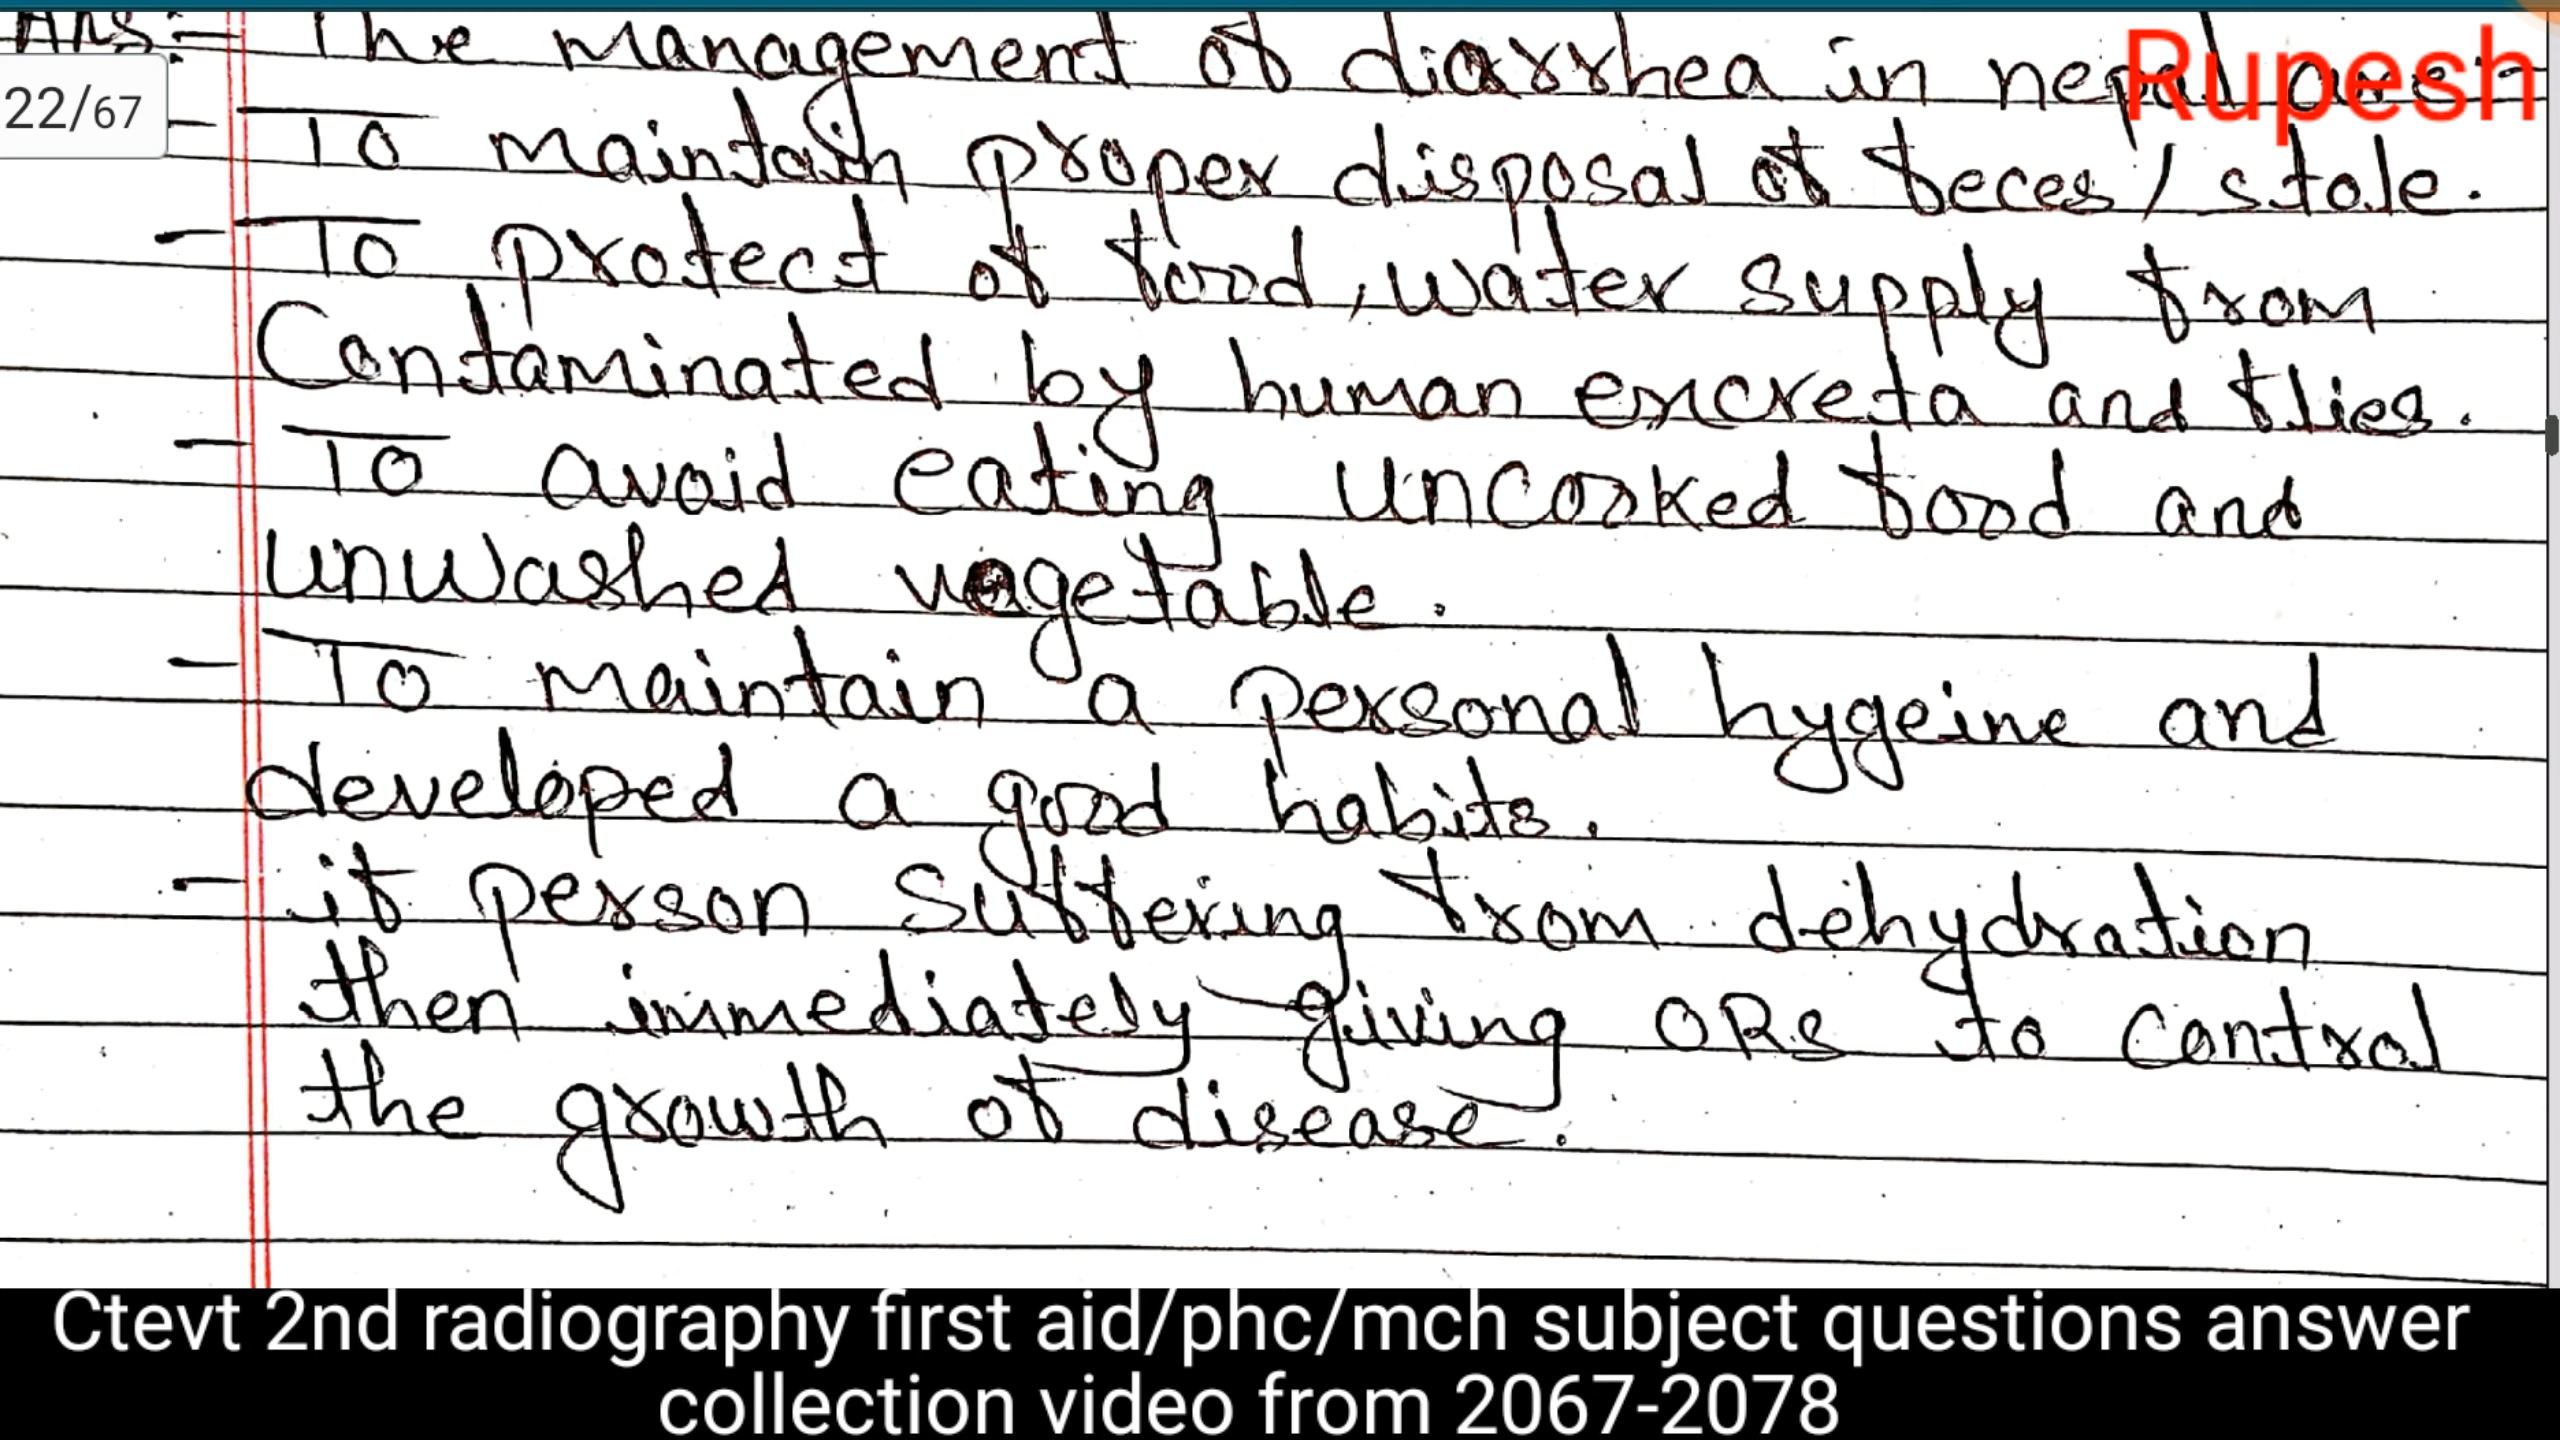 Ans:- The management of diarrhea in nepal are:-
Rupesh
22/67
- To maintain proper disposal of feces / stole.
- To protect of food, water supply from
Contaminated by human excreta and flies.
- To avoid eating uncooked food and
unwashed vegetable.
- To maintain a personal hygeine and
developed a good habits.
- if person suffering from dehydration
then immediately giving ORS to control
the growth of disease.
Ctevt 2nd radiography first aid/phc/mch subject questions answer
collection video from 2067-2078